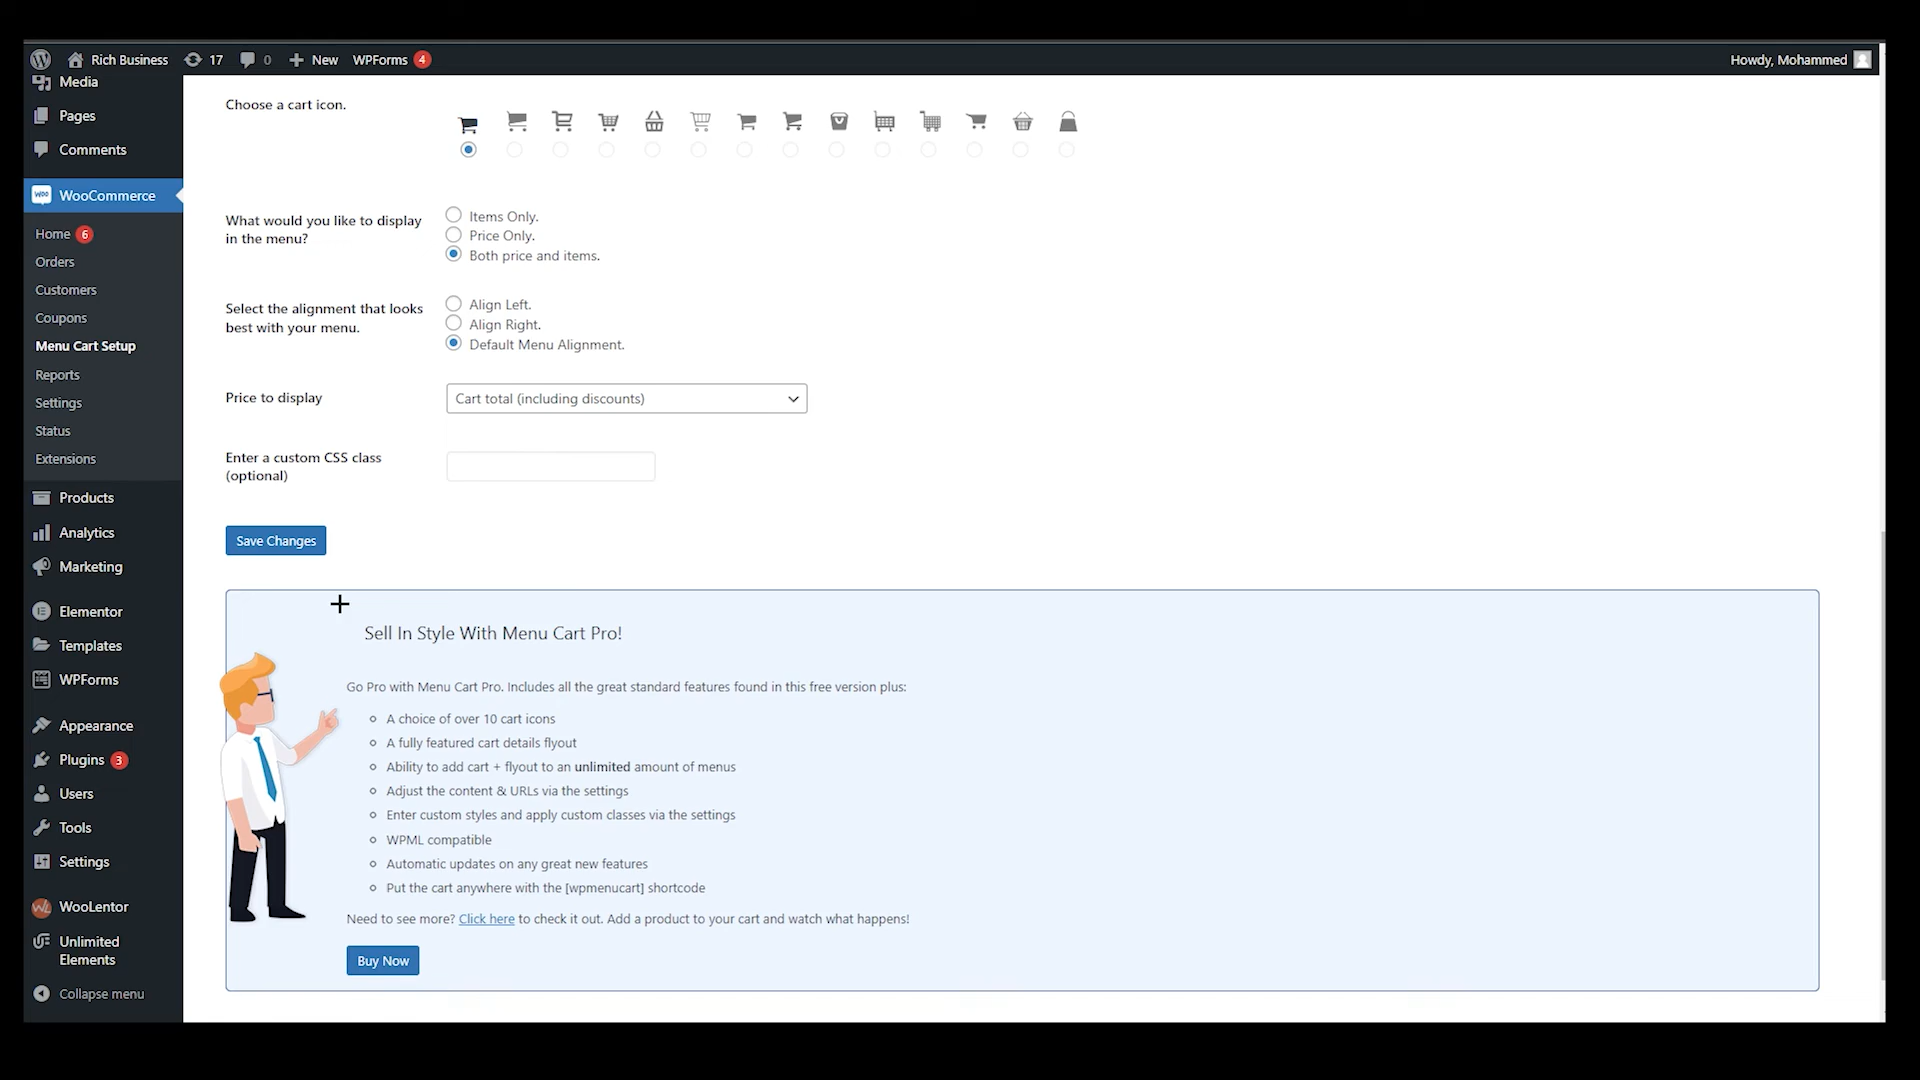 Rich Business 17 0 New WPForms 4 Howdy, Mohammed
Media
Pages
Comments
WooCommerce
Home 6
Orders
Customers
Coupons
Menu Cart Setup
Reports
Settings
Status
Extensions
Products
Analytics
Marketing
Elementor
Templates
WPForms
Appearance
Plugins 3
Users
Tools
Settings
WooLentor
Unlimited
Elements
Collapse menu
Choose a cart icon.
What would you like to display
in the menu?
Items Only.
Price Only.
Both price and items.
Select the alignment that looks
best with your menu.
Align Left.
Align Right.
Default Menu Alignment.
Price to display
Cart total (including discounts)
Enter a custom CSS class
(optional)
Save Changes
Sell In Style With Menu Cart Pro!
Go Pro with Menu Cart Pro. Includes all the great standard features found in this free version plus:
A choice of over 10 cart icons
A fully featured cart details flyout
Ability to add cart + flyout to an unlimited amount of menus
Adjust the content & URLs via the settings
Enter custom styles and apply custom classes via the settings
WPML compatible
Automatic updates on any great new features
Put the cart anywhere with the [wpmenucart] shortcode
Need to see more? Click here to check it out. Add a product to your cart and watch what happens!
Buy Now